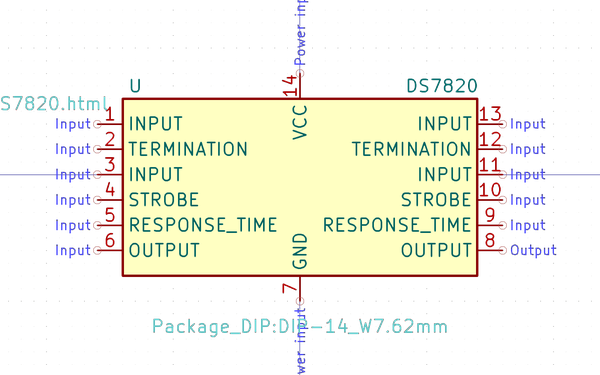 Power in
14
U
DS7820
S7820.html
VCC
Input 1 INPUT INPUT 13 Input
Input 2 TERMINATION TERMINATION 12 Input
Input 3 INPUT INPUT 11 Input
Input 4 STROBE STROBE 10 Input
Input 5 RESPONSE_TIME RESPONSE_TIME 9 Input
Input 6 OUTPUT OUTPUT 8 Output
GND
7
Package_DIP:DIP-14_W7.62mm
wer input